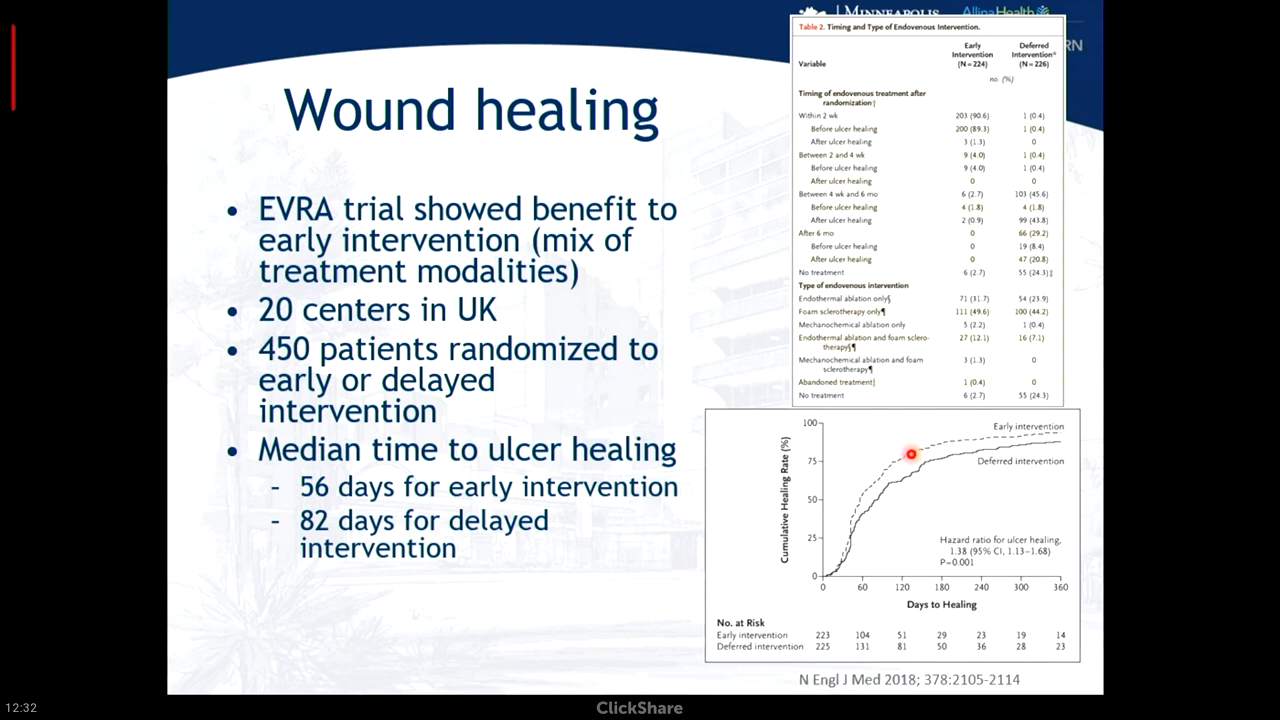 MINNEAPOLIS AllinaHealth
RN
Wound healing
• EVRA trial showed benefit to
early intervention (mix of
treatment modalities)
• 20 centers in UK
• 450 patients randomized to
early or delayed
intervention
• Median time to ulcer healing
- 56 days for early intervention
- 82 days for delayed
intervention
Table 2. Timing and Type of Endovenous Intervention.
Variable Early Intervention (N=224) Deferred Intervention* (N=226)
no. (%)
Timing of endovenous treatment after
randomization†
Within 2 wk 203 (90.6) 1 (0.4)
Before ulcer healing 200 (89.3) 1 (0.4)
After ulcer healing 3 (1.3) 0
Between 2 and 4 wk 9 (4.0) 1 (0.4)
Before ulcer healing 9 (4.0) 1 (0.4)
After ulcer healing 0 0
Between 4 wk and 6 mo 6 (2.7) 103 (45.6)
Before ulcer healing 4 (1.8) 4 (1.8)
After ulcer healing 2 (0.9) 99 (43.8)
After 6 mo 0 66 (29.2)
Before ulcer healing 0 19 (8.4)
After ulcer healing 0 47 (20.8)
No treatment 6 (2.7) 55 (24.3)‡
Type of endovenous intervention
Endothermal ablation only§ 71 (31.7) 54 (23.9)
Foam sclerotherapy only¶ 111 (49.6) 100 (44.2)
Mechanochemical ablation only 5 (2.2) 1 (0.4)
Endothermal ablation and foam sclero- 27 (12.1) 16 (7.1)
therapy§¶
Mechanochemical ablation and foam 3 (1.3) 0
sclerotherapy¶
Abandoned treatment‖ 1 (0.4) 0
No treatment 6 (2.7) 55 (24.3)
Cumulative Healing Rate (%)
100
75
50
25
0
Early intervention
Deferred intervention
Hazard ratio for ulcer healing,
1.38 (95% CI, 1.13–1.68)
P=0.001
0 60 120 180 240 300 360
Days to Healing
No. at Risk
Early intervention 223 104 51 29 23 19 14
Deferred intervention 225 131 81 50 36 28 23
N Engl J Med 2018; 378:2105-2114
12:32
ClickShare